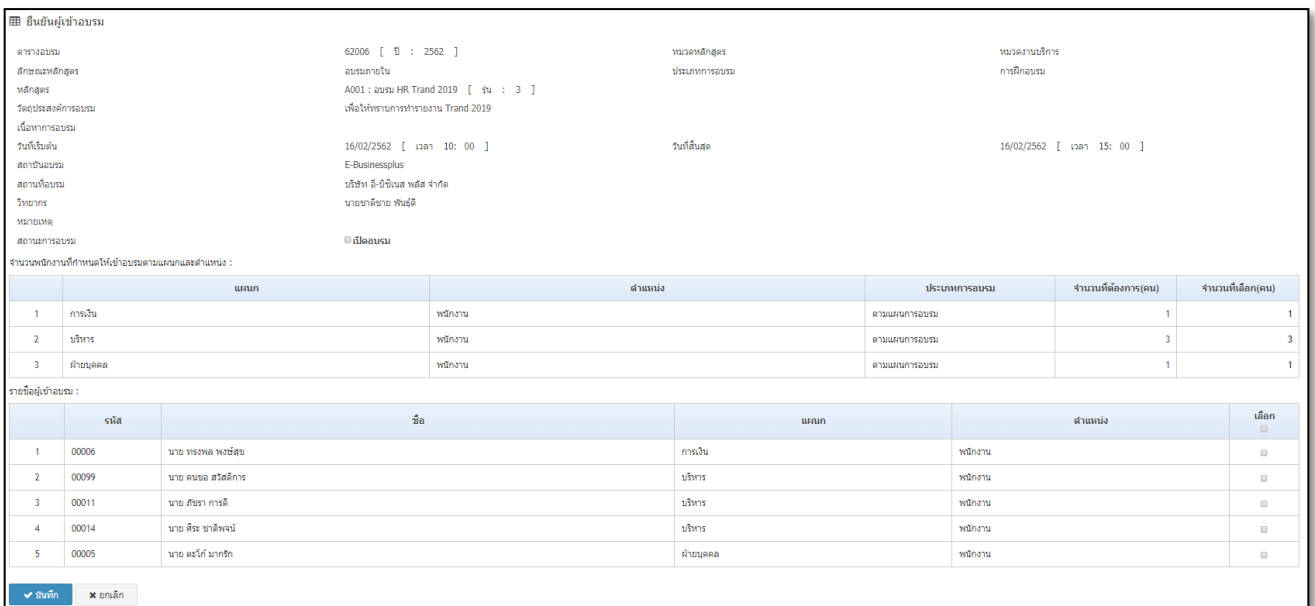 ยืนยันผู้เข้าอบรม
ตารางอบรม 62006 [ ปี : 2562 ] หมวดหลักสูตร หมวดงานบริการ
ลักษณะหลักสูตร อบรมภายใน ประเภทการอบรม การฝึกอบรม
หลักสูตร A001 : อบรม HR Trand 2019 [ รุ่น : 3 ]
วัตถุประสงค์การอบรม เพื่อให้ทราบการทำรายงาน Trand 2019
เนื้อหาการอบรม
วันที่เริ่มต้น 16/02/2562 [ เวลา 10: 00 ] วันที่สิ้นสุด 16/02/2562 [ เวลา 15: 00 ]
สถาบันอบรม E-Businessplus
สถานที่อบรม บริษัท อี-บิซิเนส พลัส จำกัด
วิทยากร นายชาติชาย พันธุ์ดี
หมายเหตุ
สถานะการอบรม เปิดอบรม
จำนวนพนักงานที่กำหนดให้เข้าอบรมตามแผนกและตำแหน่ง :
แผนก ตำแหน่ง ประเภทการอบรม จำนวนที่ต้องการ(คน) จำนวนที่เลือก(คน)
1 การเงิน พนักงาน ตามแผนการอบรม 1 1
2 บริหาร พนักงาน ตามแผนการอบรม 3 3
3 ฝ่ายบุคคล พนักงาน ตามแผนการอบรม 1 1
รายชื่อผู้เข้าอบรม :
รหัส ชื่อ แผนก ตำแหน่ง เลือก
1 00006 นาย ทรงพล พงษ์สุข การเงิน พนักงาน
2 00099 นาย คนขอ สวัสดิการ บริหาร พนักงาน
3 00011 นาย ภัชรา การดี บริหาร พนักงาน
4 00014 นาย ศิระ ชาติพจน์ บริหาร พนักงาน
5 00005 นาย ตะโก้ มากรัก ฝ่ายบุคคล พนักงาน
บันทึก ยกเลิก